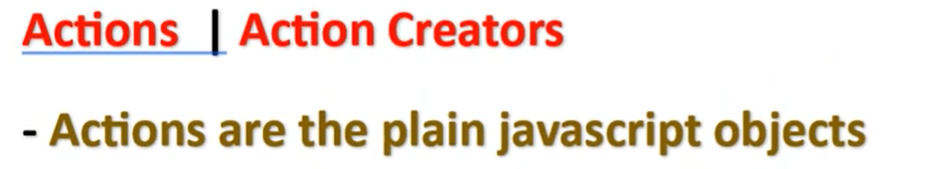 Actions | Action Creators
- Actions are the plain javascript objects